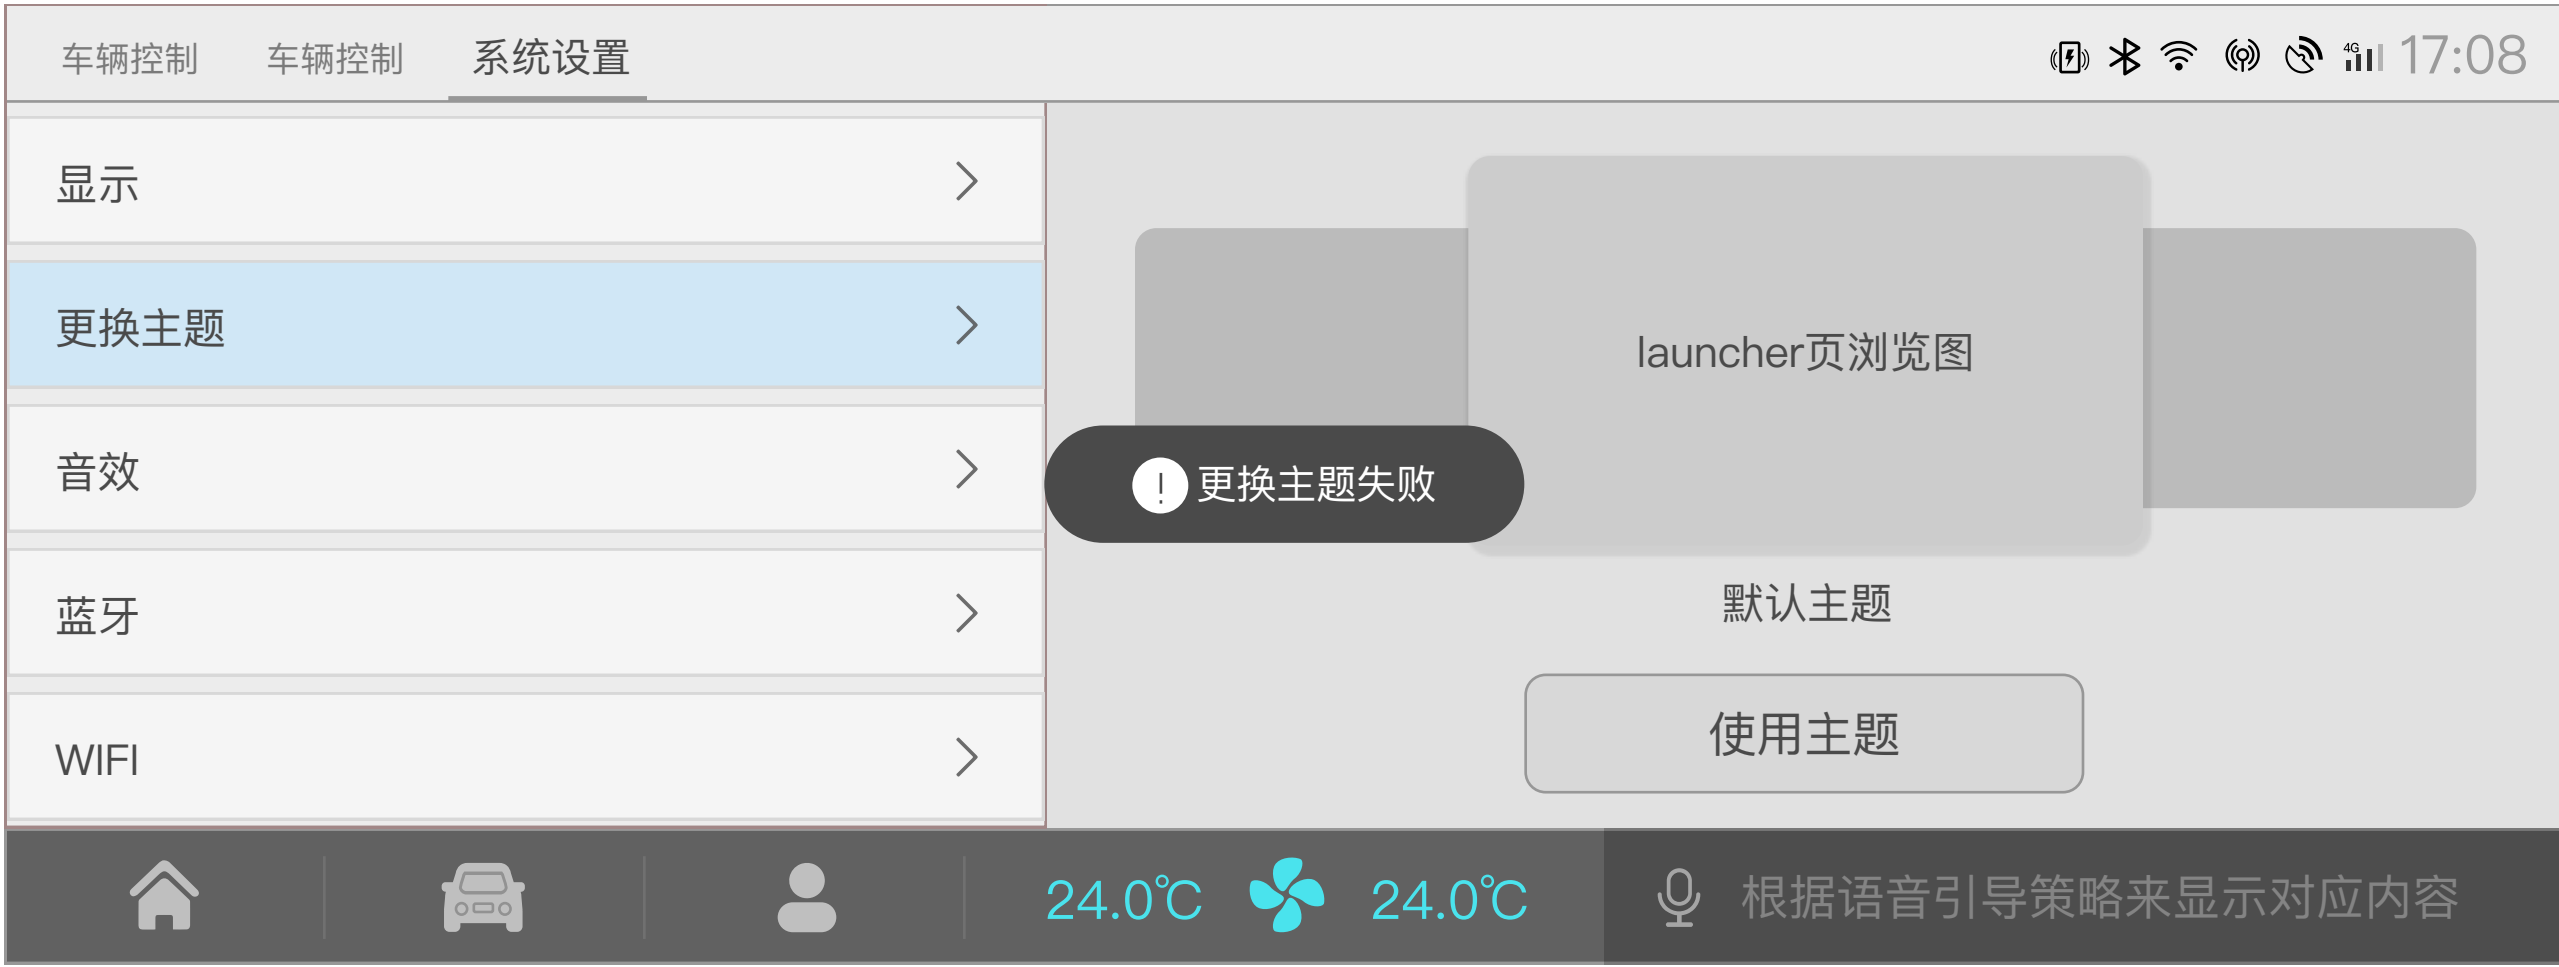 车辆控制 车辆控制 系统设置 4G 17:08
显示
更换主题
音效
蓝牙
WIFI
launcher页浏览图
更换主题失败
默认主题
使用主题
24.0℃ 24.0℃ 根据语音引导策略来显示对应内容